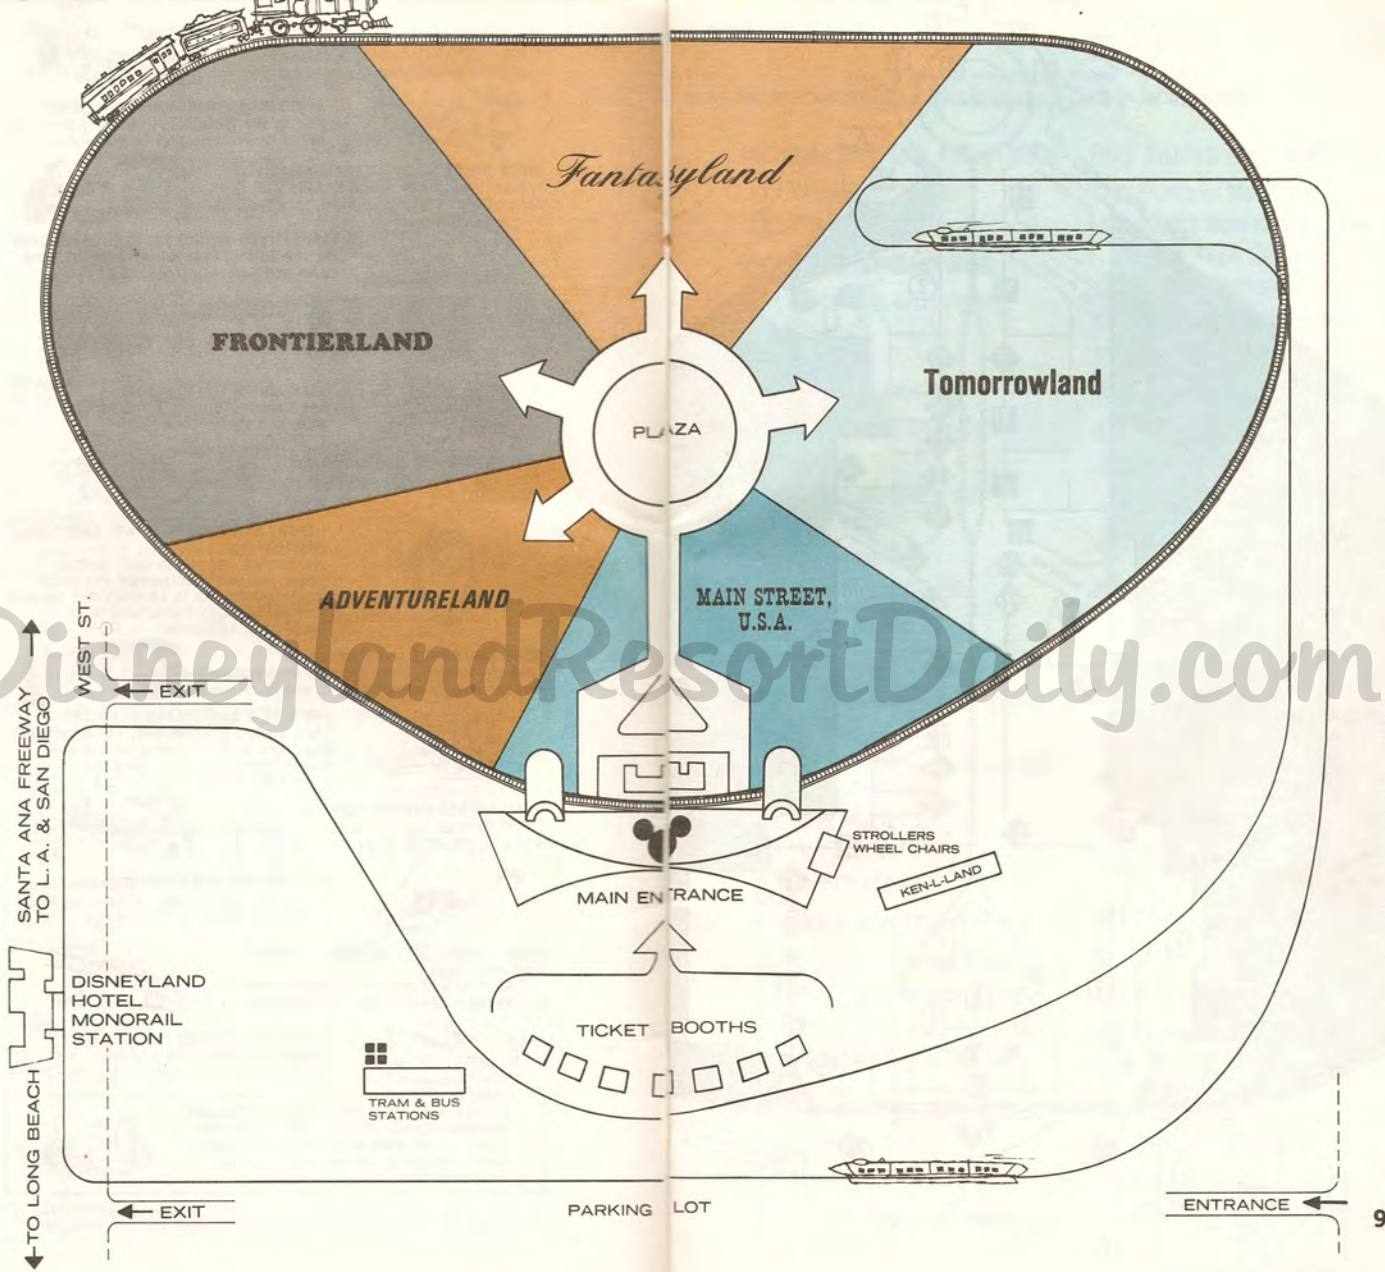 Fantasyland
FRONTIERLAND
Tomorrowland
PLAZA
ADVENTURELAND
MAIN STREET,
U.S.A.
DisneylandResortDaily.com
WEST ST.
EXIT
SANTA ANA FREEWAY
TO L. A. & SAN DIEGO
STROLLERS
WHEEL CHAIRS
KEN-L-LAND
MAIN ENTRANCE
DISNEYLAND
HOTEL
MONORAIL
STATION
TICKET BOOTHS
TRAM & BUS
STATIONS
TO LONG BEACH
EXIT
PARKING LOT
ENTRANCE
9